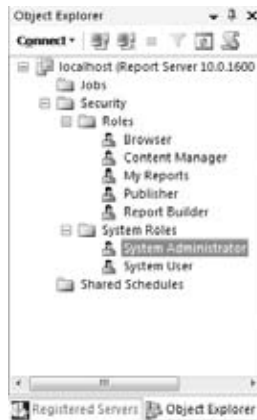 Object Explorer
Connect
localhost (Report Server 10.0.1600
Jobs
Security
Roles
Browser
Content Manager
My Reports
Publisher
Report Builder
System Roles
System Administrator
System User
Shared Schedules
Registered Servers Object Explorer